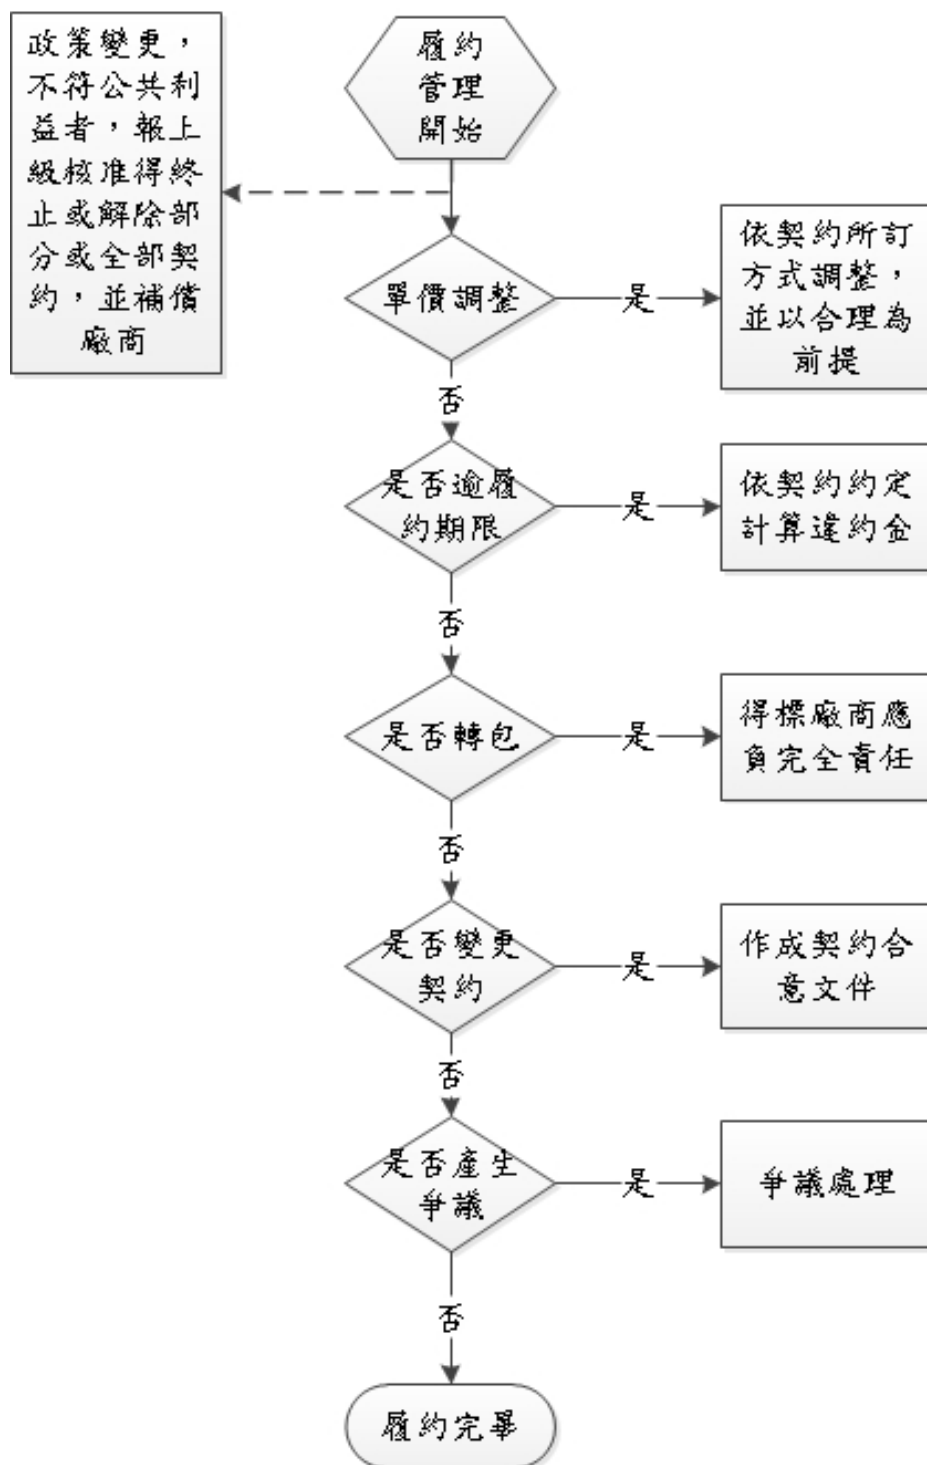 政策變更，
不符公共利
益者，報上
級核准得終
止或解除部
分或全部契
約，並補償
廠商
履約
管理
開始
單價調整
是
依契約所訂
方式調整，
並以合理為
前提
否
是否逾履
約期限
是
依契約約定
計算違約金
否
是否轉包
是
得標廠商應
負完全責任
否
是否變更
契約
是
作成契約合
意文件
否
是否產生
爭議
是
爭議處理
否
履約完畢